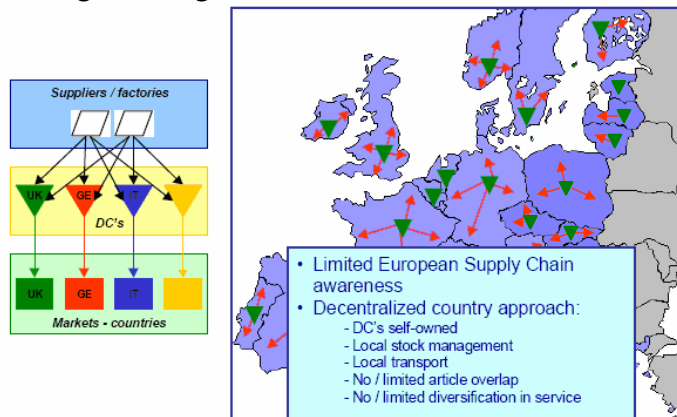 Suppliers / factories
UK
GE
IT
DC's
UK
GE
IT
Markets - countries
• Limited European Supply Chain
awareness
• Decentralized country approach:
- DC's self-owned
- Local stock management
- Local transport
- No / limited article overlap
- No / limited diversification in service